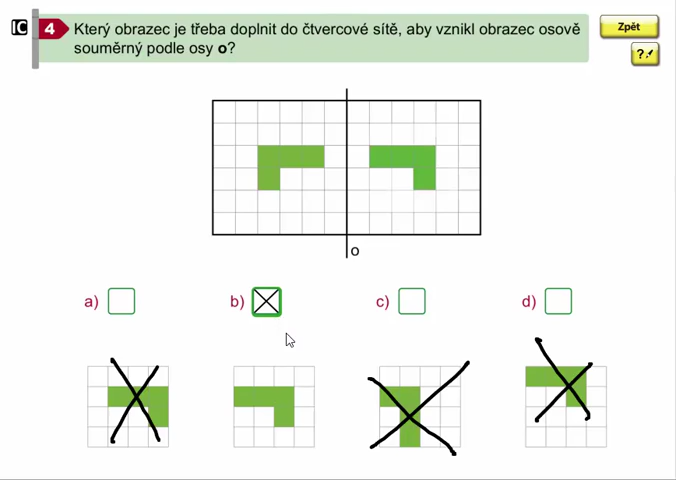 IC
4 Který obrazec je třeba doplnit do čtvercové sítě, aby vznikl obrazec osově
souměrný podle osy o?
Zpět
?
o
a) b) c) d)